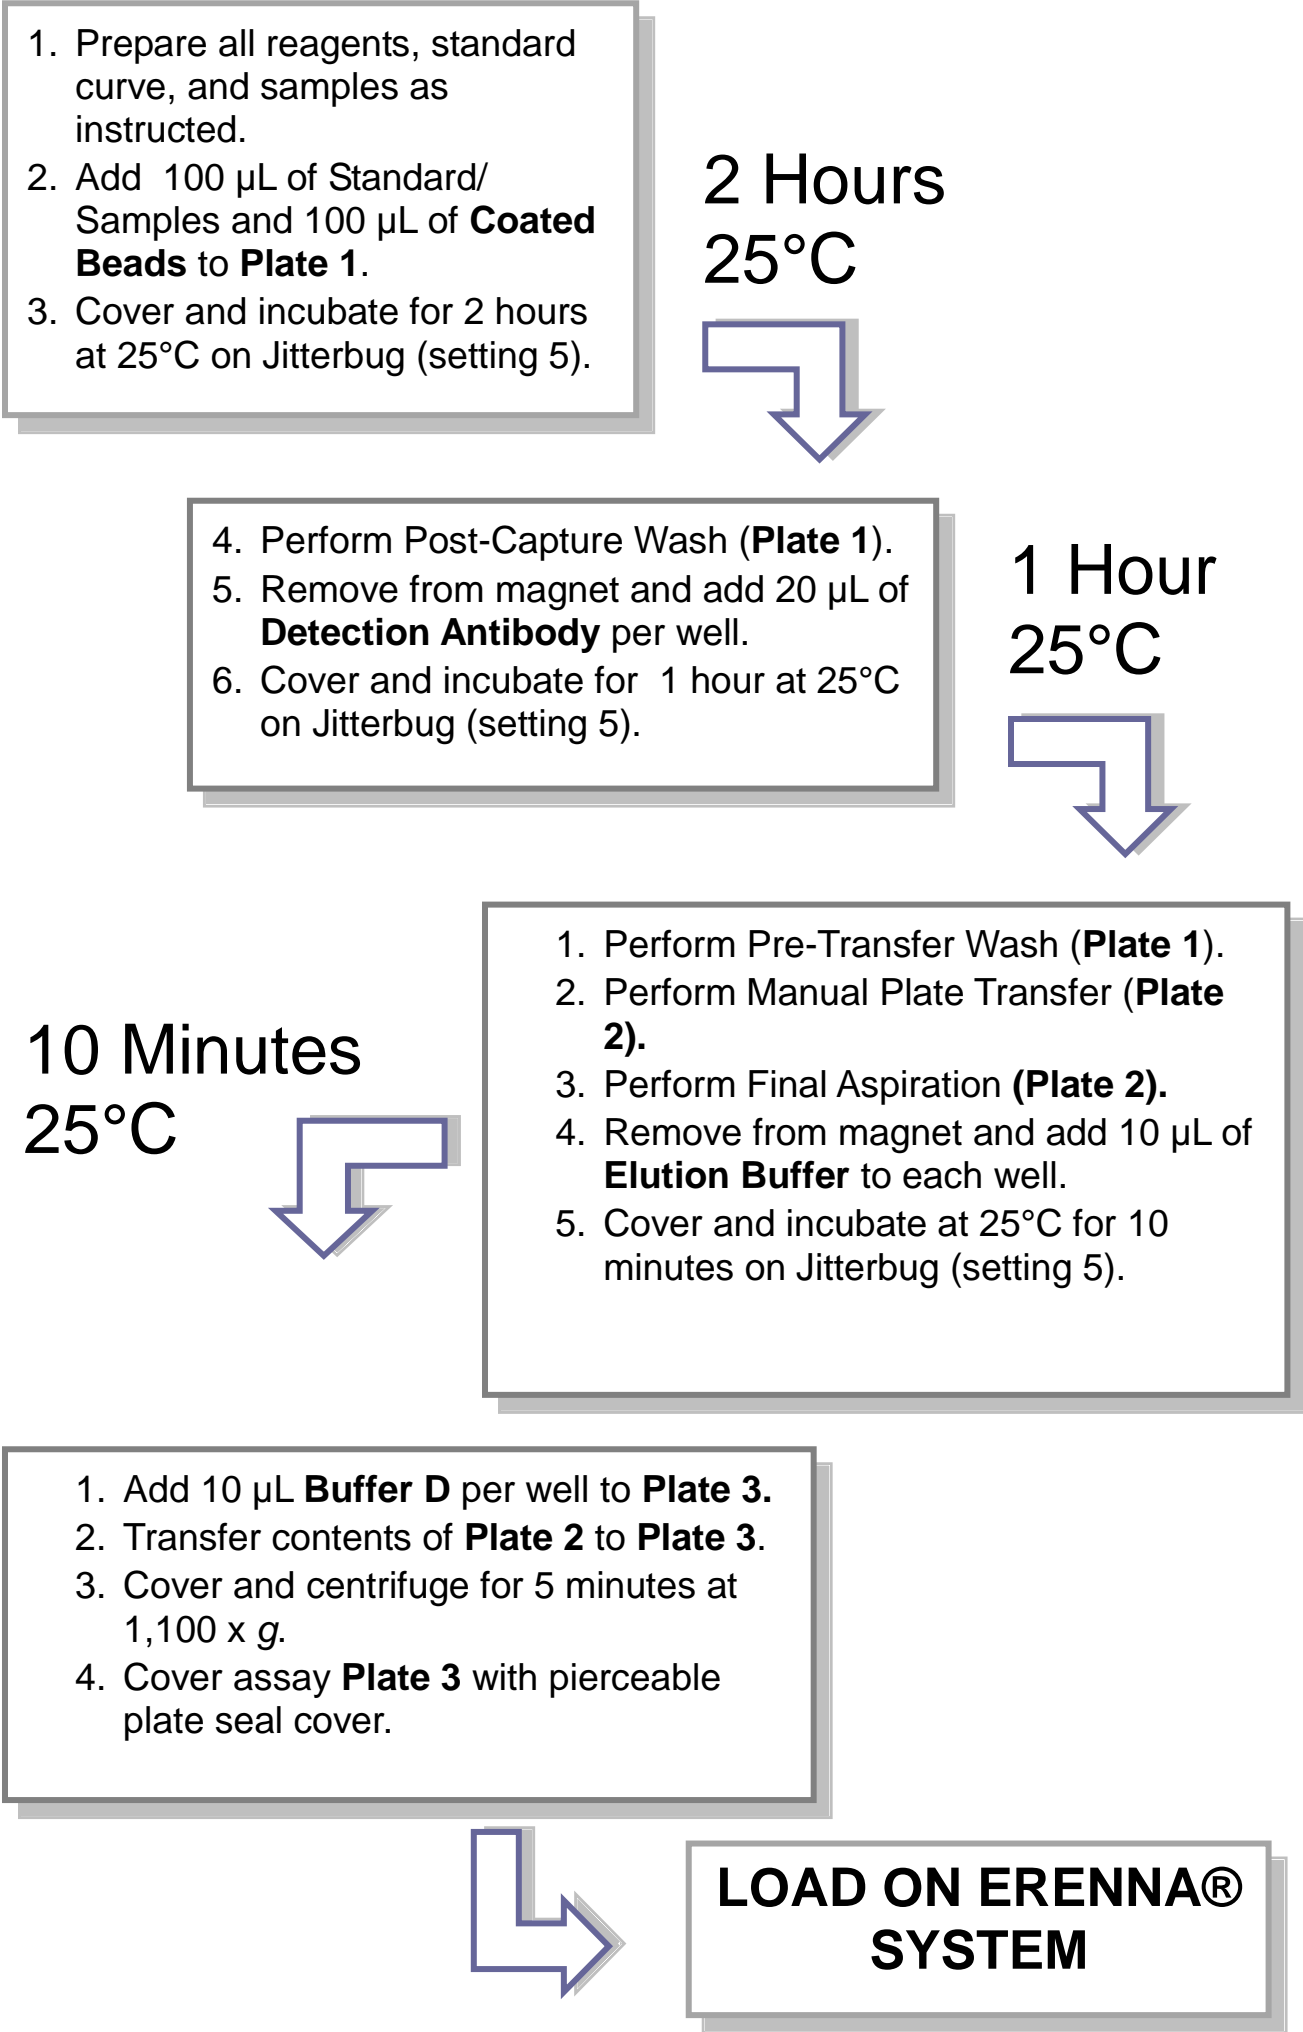 1. Prepare all reagents, standard
curve, and samples as
instructed.
2. Add  100 µL of Standard/
Samples and 100 µL of Coated
Beads to Plate 1.
3. Cover and incubate for 2 hours
at 25°C on Jitterbug (setting 5).
2 Hours
25°C
4. Perform Post-Capture Wash (Plate 1).
5. Remove from magnet and add 20 µL of
Detection Antibody per well.
6. Cover and incubate for  1 hour at 25°C
on Jitterbug (setting 5).
1 Hour
25°C
1. Perform Pre-Transfer Wash (Plate 1).
2. Perform Manual Plate Transfer (Plate
2).
3. Perform Final Aspiration (Plate 2).
4. Remove from magnet and add 10 µL of
Elution Buffer to each well.
5. Cover and incubate at 25°C for 10
minutes on Jitterbug (setting 5).
10 Minutes
25°C
1. Add 10 µL Buffer D per well to Plate 3.
2. Transfer contents of Plate 2 to Plate 3.
3. Cover and centrifuge for 5 minutes at
1,100 x g.
4. Cover assay Plate 3 with pierceable
plate seal cover.
LOAD ON ERENNA®
SYSTEM